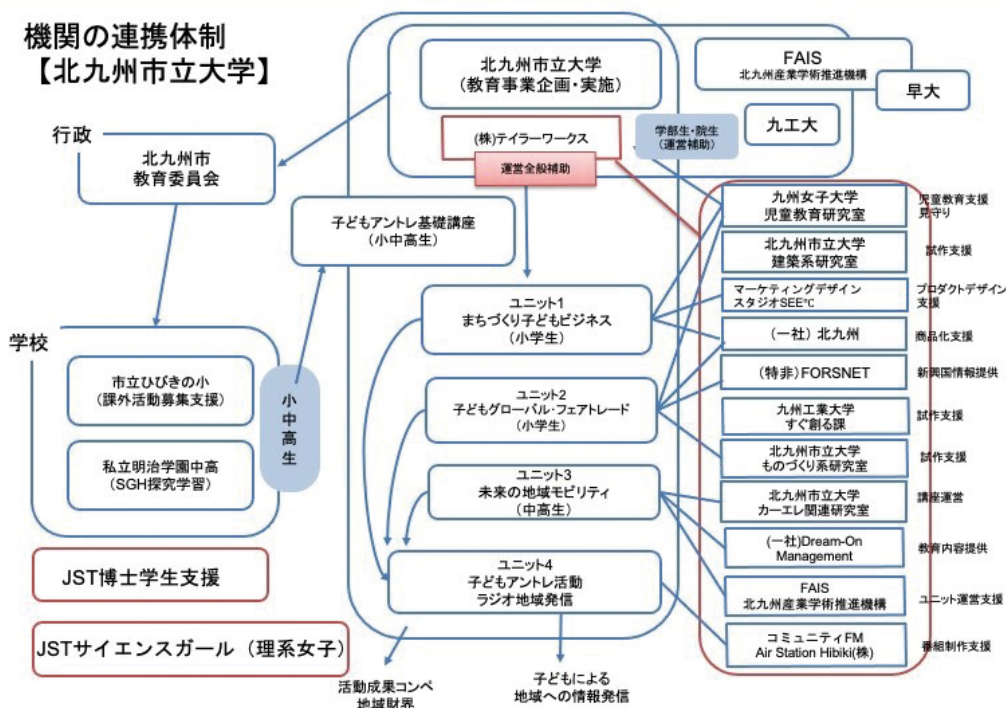 機関の連携体制
【北九州市立大学】
北九州市立大学
(教育事業企画・実施)
FAIS
北九州産業学術推進機構
早大
九工大
(株)テイラーワークス
運営全般補助
学部生・院生
(運営補助)
行政
北九州市
教育委員会
子どもアントレ基礎講座
(小中高生)
学校
市立ひびきの小
(課外活動募集支援)
私立明治学園中高
(SGH探究学習)
小中高生
ユニット1
まちづくり子どもビジネス
(小学生)
ユニット2
子どもグローバル・フェアトレード
(小学生)
ユニット3
未来の地域モビリティ
(中高生)
ユニット4
子どもアントレ活動
ラジオ地域発信
九州女子大学
児童教育研究室
児童教育支援
見守り
北九州市立大学
建築系研究室
試作支援
マーケティングデザイン
スタジオSEE℃
プロダクトデザイン
支援
(一社) 北九州
商品化支援
(特非)FORSNET
新興国情報提供
九州工業大学
すぐ創る課
試作支援
北九州市立大学
ものづくり系研究室
試作支援
北九州市立大学
カーエレ関連研究室
講座運営
(一社)Dream-On
Management
教育内容提供
FAIS
北九州産業学術推進機構
ユニット運営支援
コミュニティFM
Air Station Hibiki(株)
番組制作支援
JST博士学生支援
JSTサイエンスガール (理系女子)
活動成果コンペ
地域財界
子どもによる
地域への情報発信